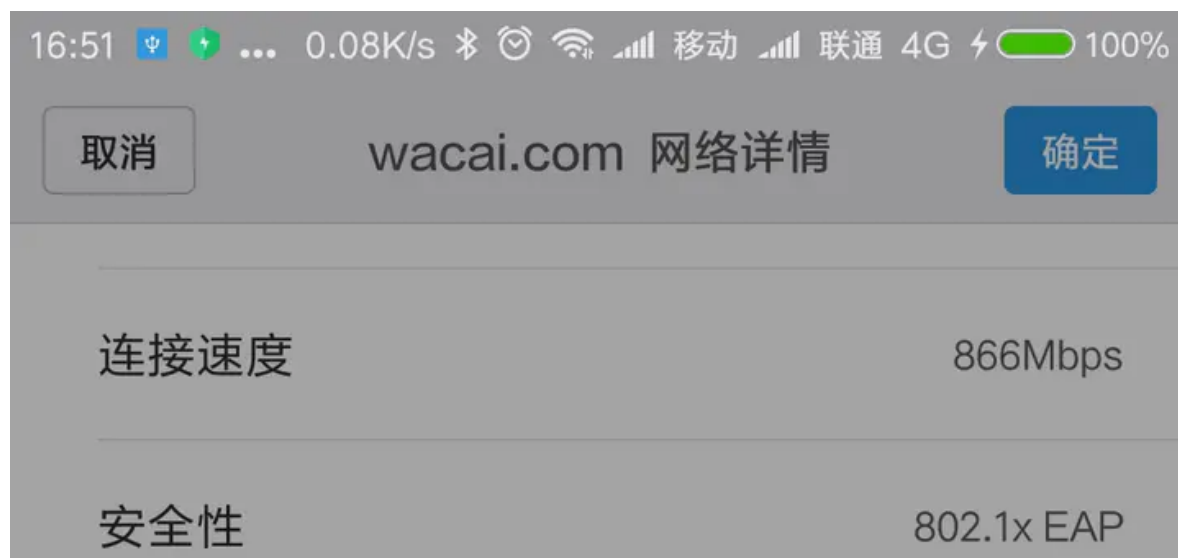 16:51 ... 0.08K/s 移动 联通 4G 100%
取消 wacai.com 网络详情 确定
连接速度 866Mbps
安全性 802.1x EAP